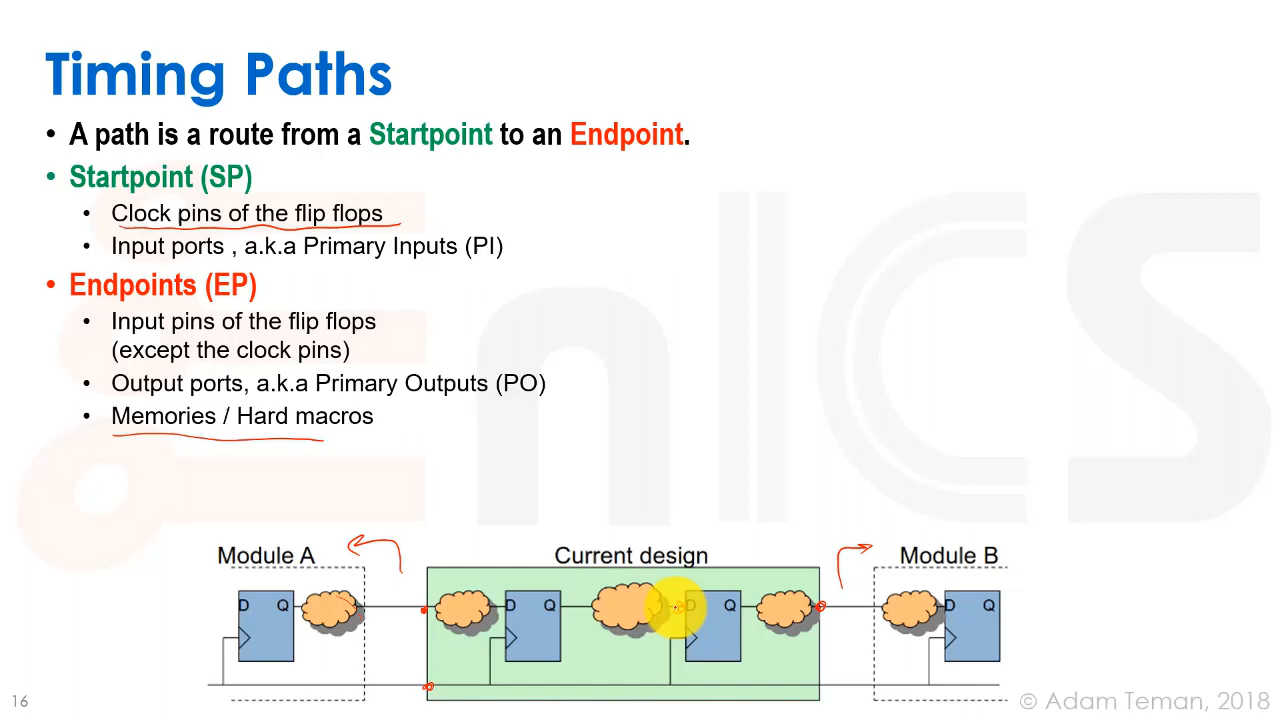 Timing Paths
• A path is a route from a Startpoint to an Endpoint.
• Startpoint (SP)
• Clock pins of the flip flops
• Input ports , a.k.a Primary Inputs (PI)
• Endpoints (EP)
• Input pins of the flip flops
(except the clock pins)
• Output ports, a.k.a Primary Outputs (PO)
• Memories / Hard macros
EnICS
Module A
Current design
Module B
D Q
D Q
D Q
D Q
16
© Adam Teman, 2018